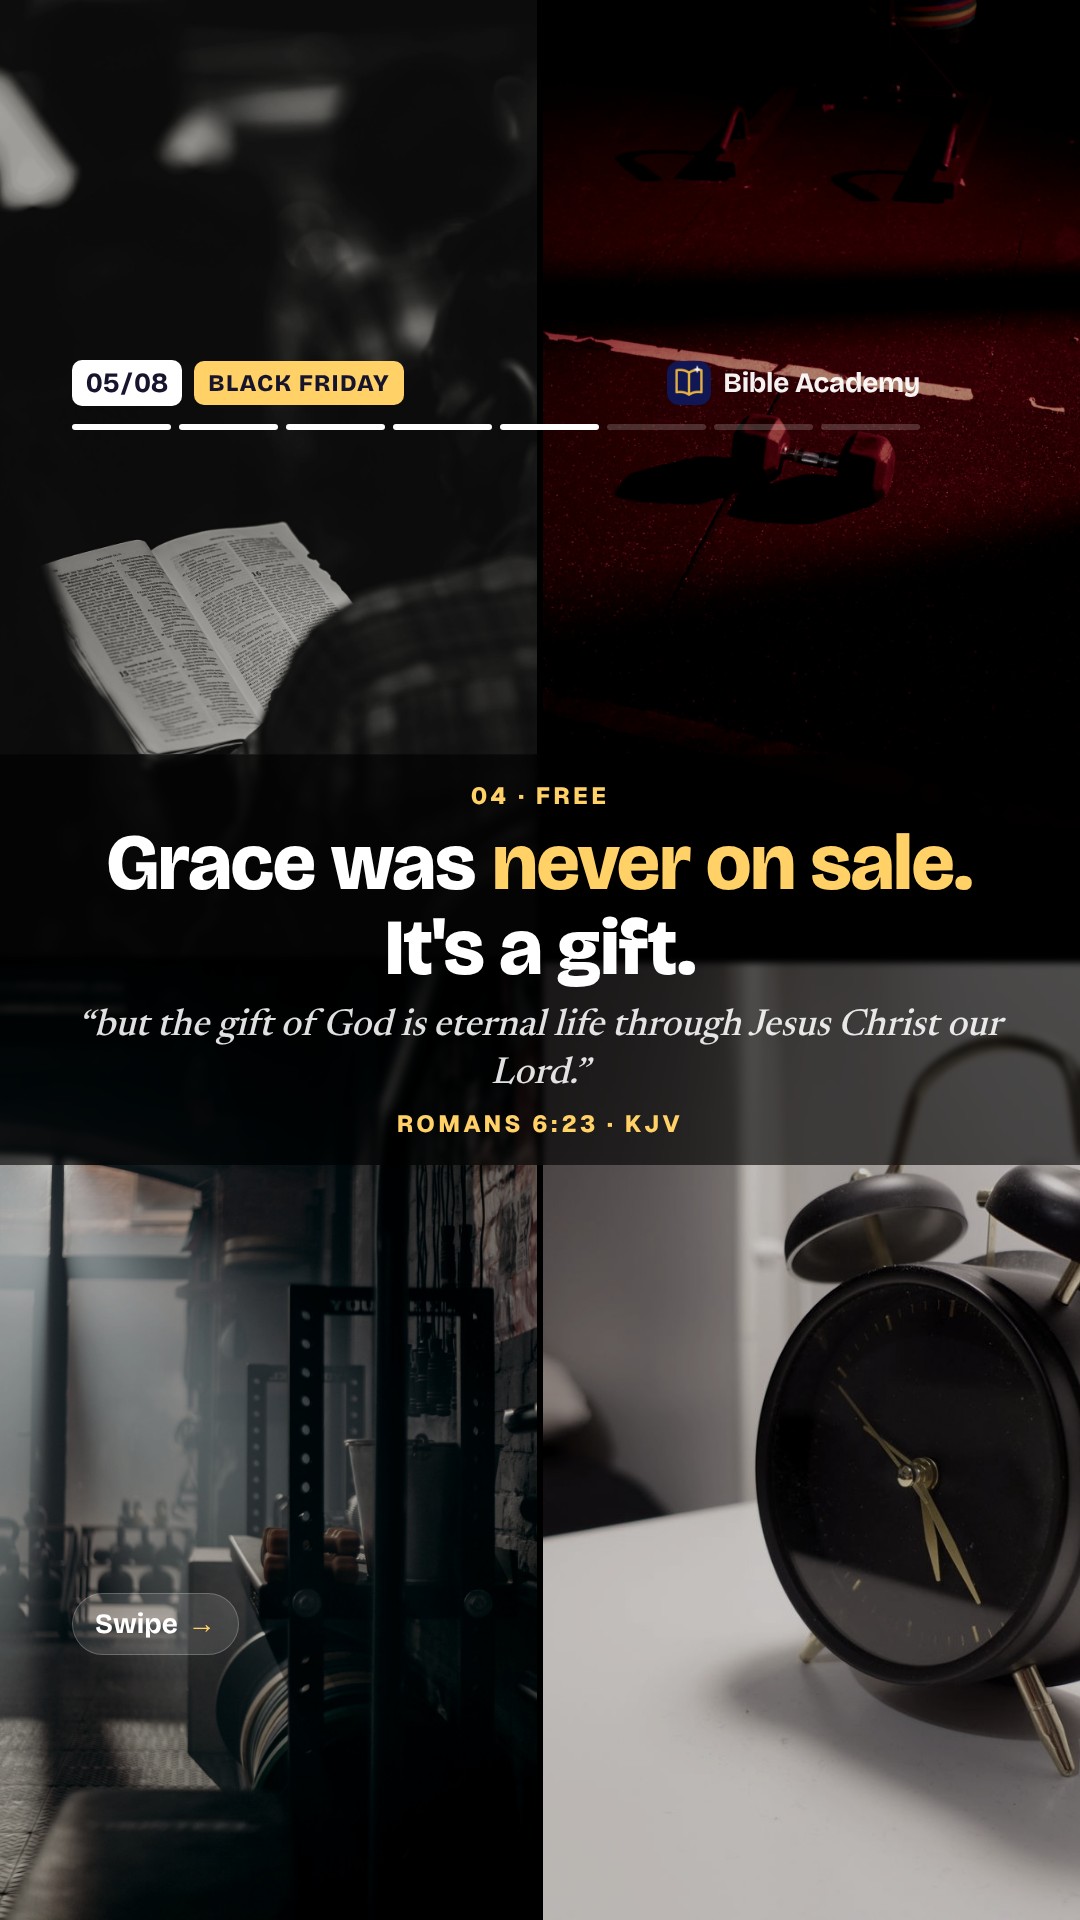 05/08
BLACK FRIDAY
Bible Academy
04 · FREE
Grace was never on sale.
It's a gift.
“but the gift of God is eternal life through Jesus Christ our
Lord.”
ROMANS 6:23 · KJV
Swipe →